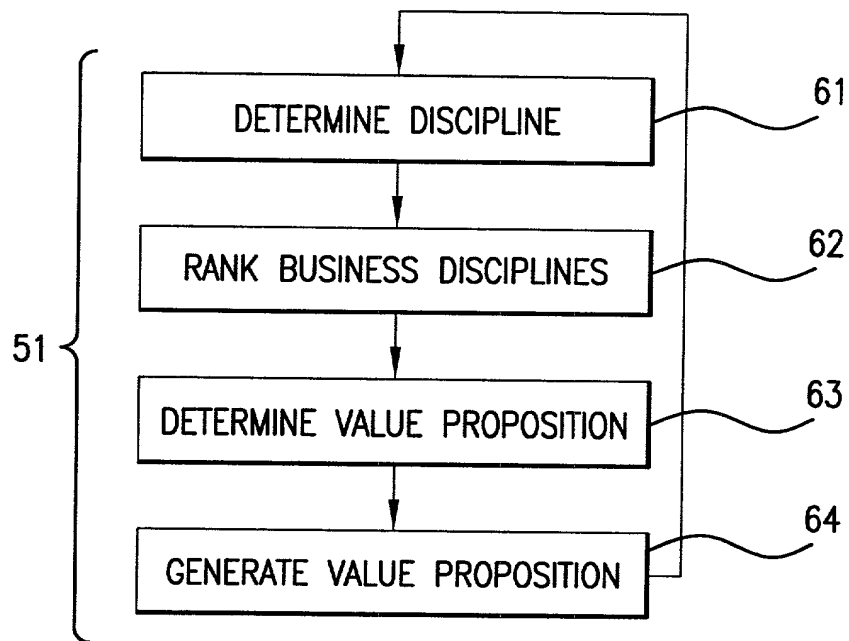 DETERMINE DISCIPLINE
61
RANK BUSINESS DISCIPLINES
62
51
DETERMINE VALUE PROPOSITION
63
GENERATE VALUE PROPOSITION
64